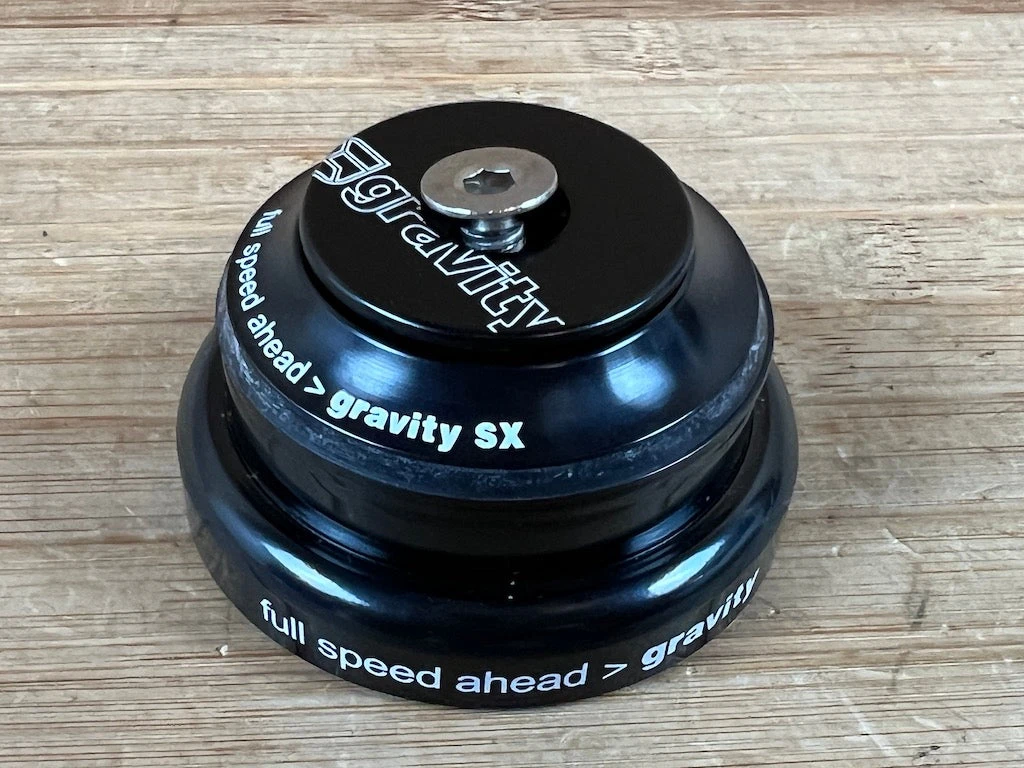 gravity
full speed ahead > gravity SX
full speed ahead > gravity